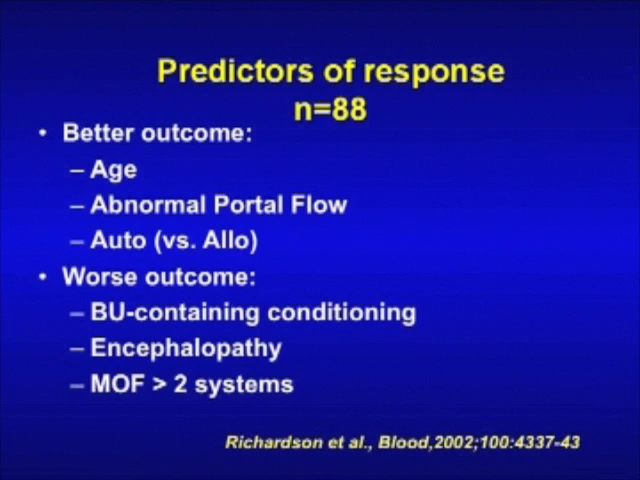 Predictors of response
n=88
• Better outcome:
– Age
– Abnormal Portal Flow
– Auto (vs. Allo)
• Worse outcome:
– BU-containing conditioning
– Encephalopathy
– MOF > 2 systems
Richardson et al., Blood,2002;100:4337-43